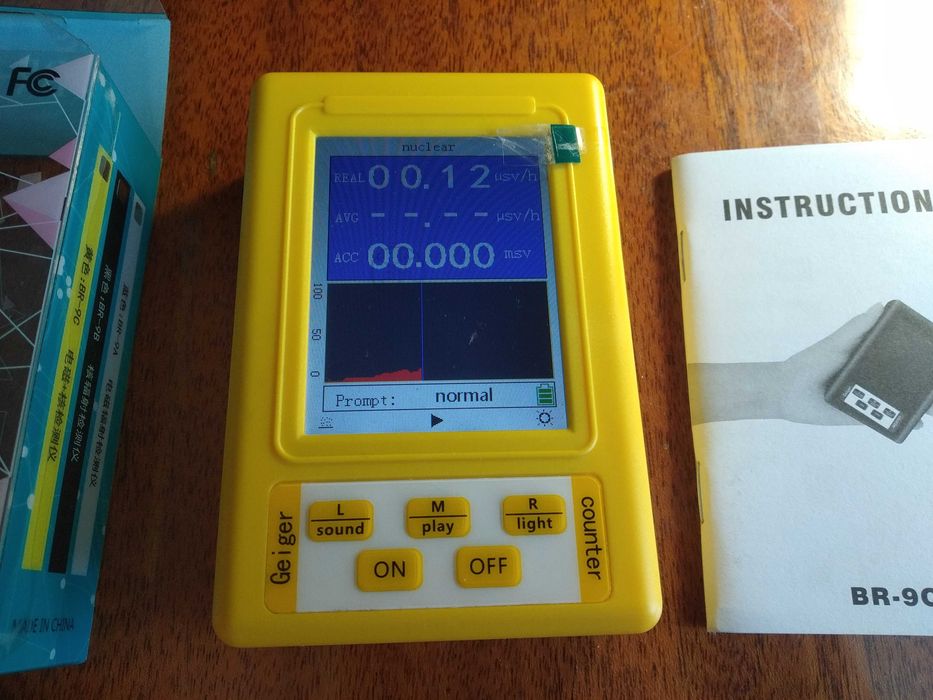 FC
黄色:BR-9C 电磁+核检测仪
黑色:BR-9B 核辐射检测仪
蓝色:BR-9A 电磁辐射检测仪
MADE IN CHINA
nuclear
REAL 00.12 μsv/h
AVG --.-- μsv/h
ACC 00.000 msv
100
50
0
Prompt: normal
L
sound
M
play
R
light
Geiger
counter
ON
OFF
INSTRUCTION
BR-9C